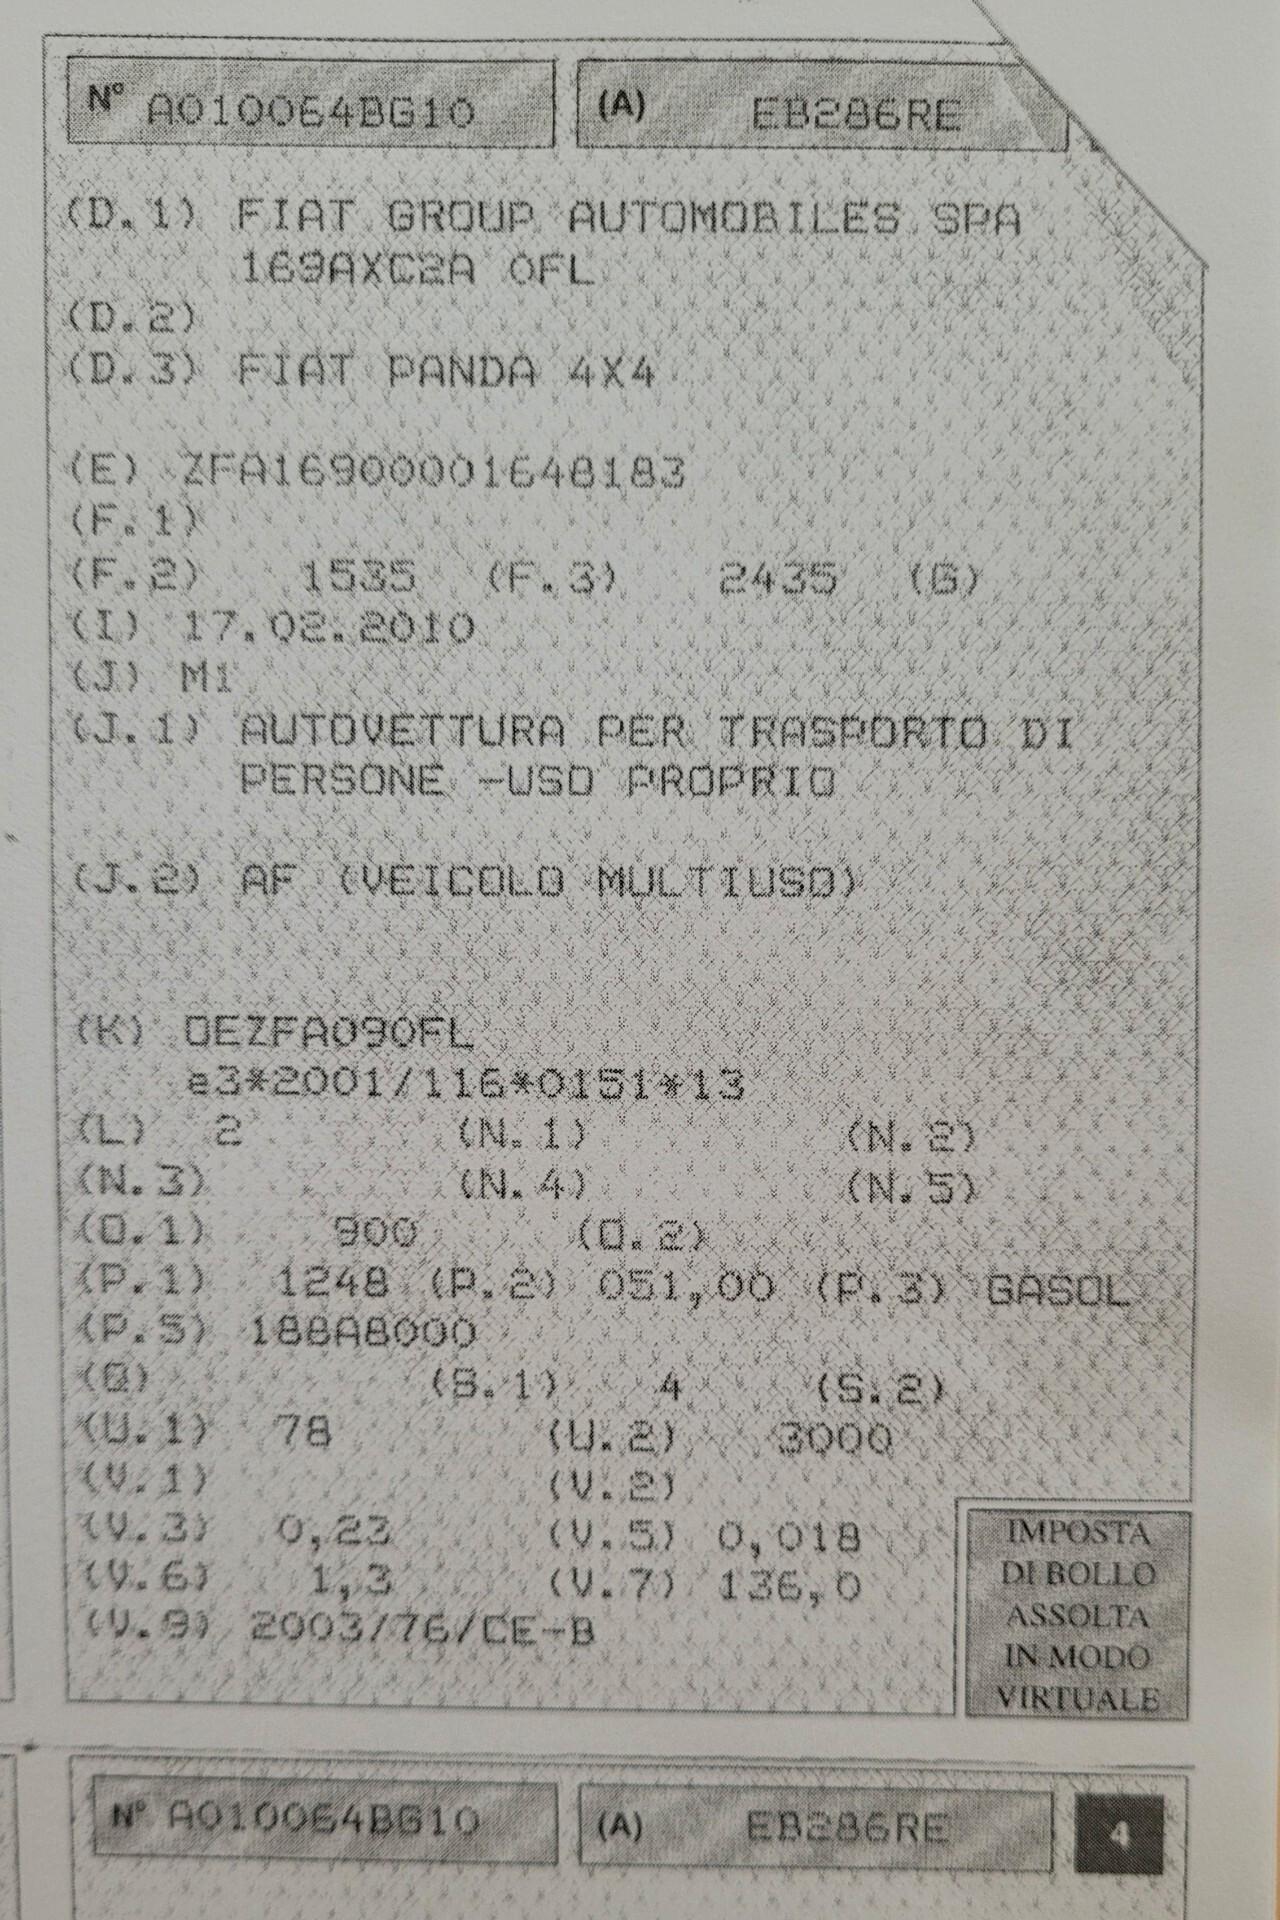 N° A010064BG10 (A) EB286RE
(D.1) FIAT GROUP AUTOMOBILES SPA
169AXC2A 0FL
(D.2)
(D.3) FIAT PANDA 4X4
(E) ZFA16900001648183
(F.1)
(F.2) 1535 (F.3) 2435 (G)
(I) 17.02.2010
(J) M1
(J.1) AUTOVETTURA PER TRASPORTO DI
PERSONE -USO PROPRIO
(J.2) AF (VEICOLO MULTIUSO)
(K) OEZFA090FL
e3*2001/116*0151*13
(L) 2 (N.1) (N.2)
(N.3) (N.4) (N.5)
(O.1) 900 (O.2)
(P.1) 1248 (P.2) 051,00 (P.3) GASOL
(P.5) 188A8000
(Q) (S.1) 4 (S.2)
(U.1) 78 (U.2) 3000
(V.1) (V.2)
(V.3) 0,23 (V.5) 0,018
(V.6) 1,3 (V.7) 136,0
(V.9) 2003/76/CE-B
IMPOSTA
DI BOLLO
ASSOLTA
IN MODO
VIRTUALE
N° A010064BG10 (A) EB286RE 4